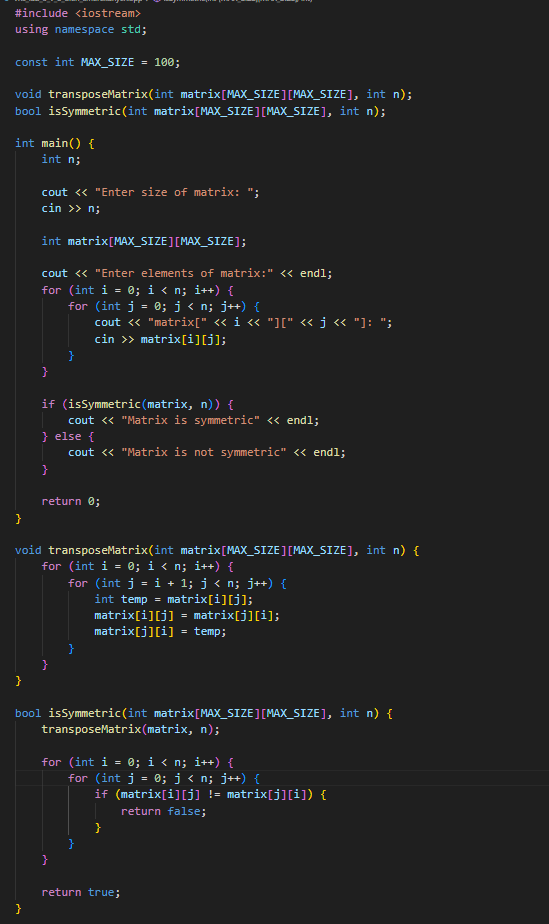 #include <iostream>
using namespace std;

const int MAX_SIZE = 100;

void transposeMatrix(int matrix[MAX_SIZE][MAX_SIZE], int n);
bool isSymmetric(int matrix[MAX_SIZE][MAX_SIZE], int n);

int main() {
    int n;

    cout << "Enter size of matrix: ";
    cin >> n;

    int matrix[MAX_SIZE][MAX_SIZE];

    cout << "Enter elements of matrix:" << endl;
    for (int i = 0; i < n; i++) {
        for (int j = 0; j < n; j++) {
            cout << "matrix[" << i << "][" << j << "]: ";
            cin >> matrix[i][j];
        }
    }

    if (isSymmetric(matrix, n)) {
        cout << "Matrix is symmetric" << endl;
    } else {
        cout << "Matrix is not symmetric" << endl;
    }

    return 0;
}

void transposeMatrix(int matrix[MAX_SIZE][MAX_SIZE], int n) {
    for (int i = 0; i < n; i++) {
        for (int j = i + 1; j < n; j++) {
            int temp = matrix[i][j];
            matrix[i][j] = matrix[j][i];
            matrix[j][i] = temp;
        }
    }
}

bool isSymmetric(int matrix[MAX_SIZE][MAX_SIZE], int n) {
    transposeMatrix(matrix, n);

    for (int i = 0; i < n; i++) {
        for (int j = 0; j < n; j++) {
            if (matrix[i][j] != matrix[j][i]) {
                return false;
            }
        }
    }

    return true;
}